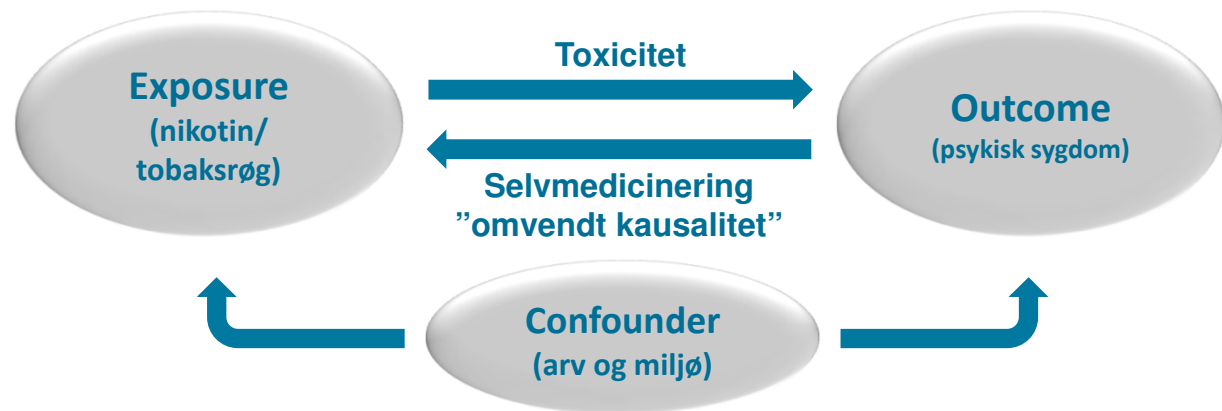 Toxicitet
Exposure
(nikotin/
tobaksrøg)
Outcome
(psykisk sygdom)
Selvmedicinering
”omvendt kausalitet”
Confounder
(arv og miljø)